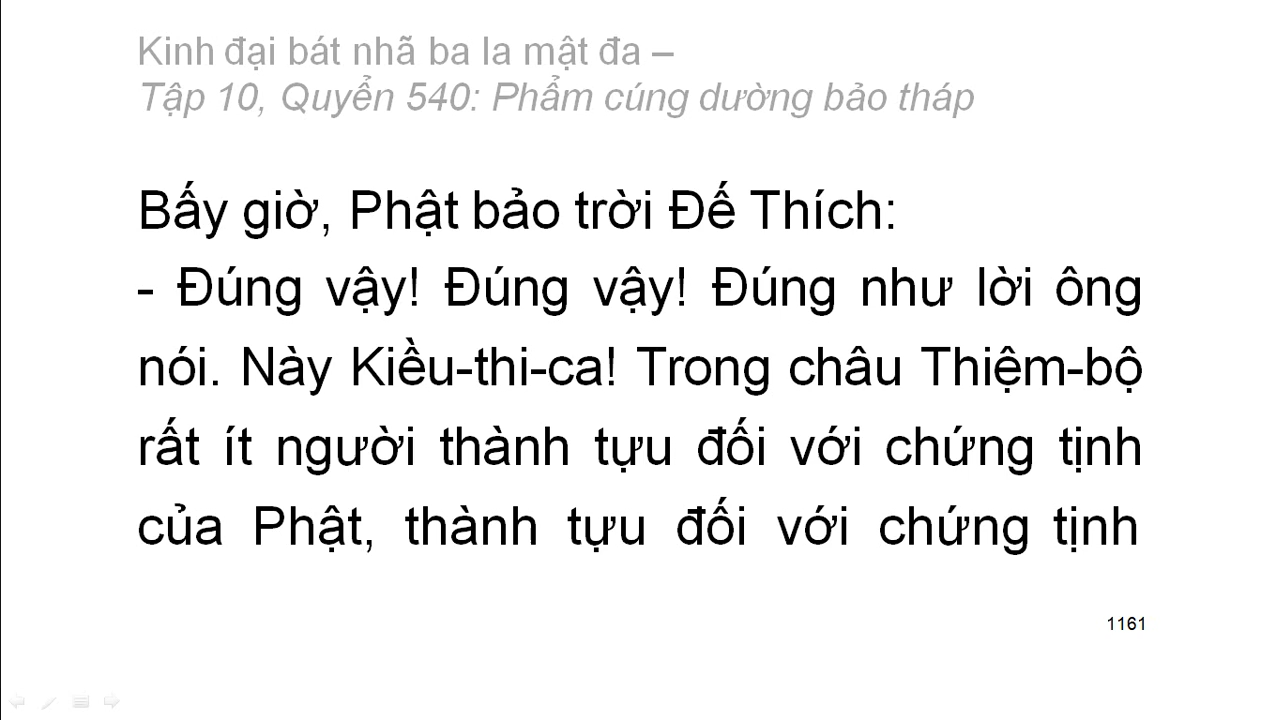 Kinh đại bát nhã ba la mật đa –
Tập 10, Quyển 540: Phẩm cúng dường bảo tháp
Bấy giờ, Phật bảo trời Đế Thích:
- Đúng vậy! Đúng vậy! Đúng như lời ông
nói. Này Kiều-thi-ca! Trong châu Thiệm-bộ
rất ít người thành tựu đối với chứng tịnh
của Phật, thành tựu đối với chứng tịnh
1161